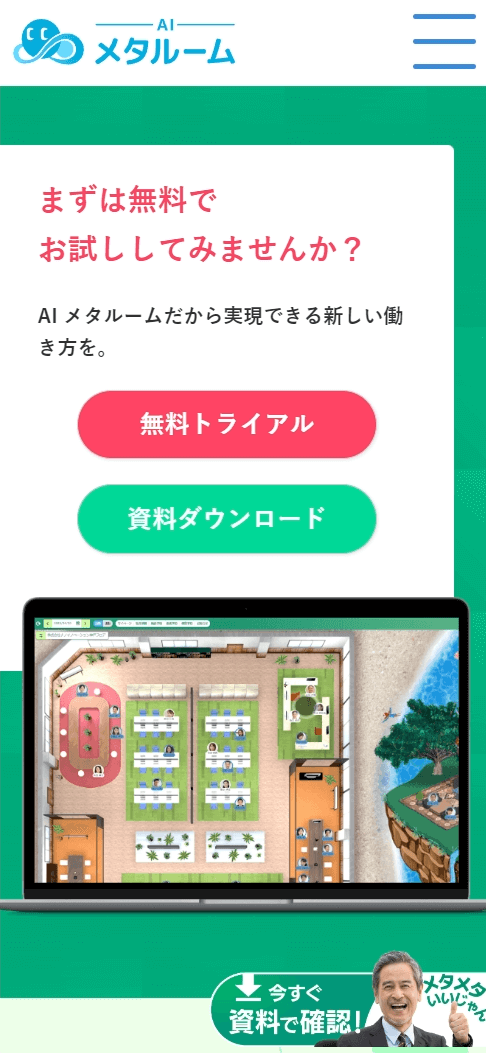 AI
メタルーム
まずは無料で
お試ししてみませんか？
AI メタルームだから実現できる新しい働
き方を。
無料トライアル
資料ダウンロード
今すぐ
資料で確認！
メタメタ
いいじゃん